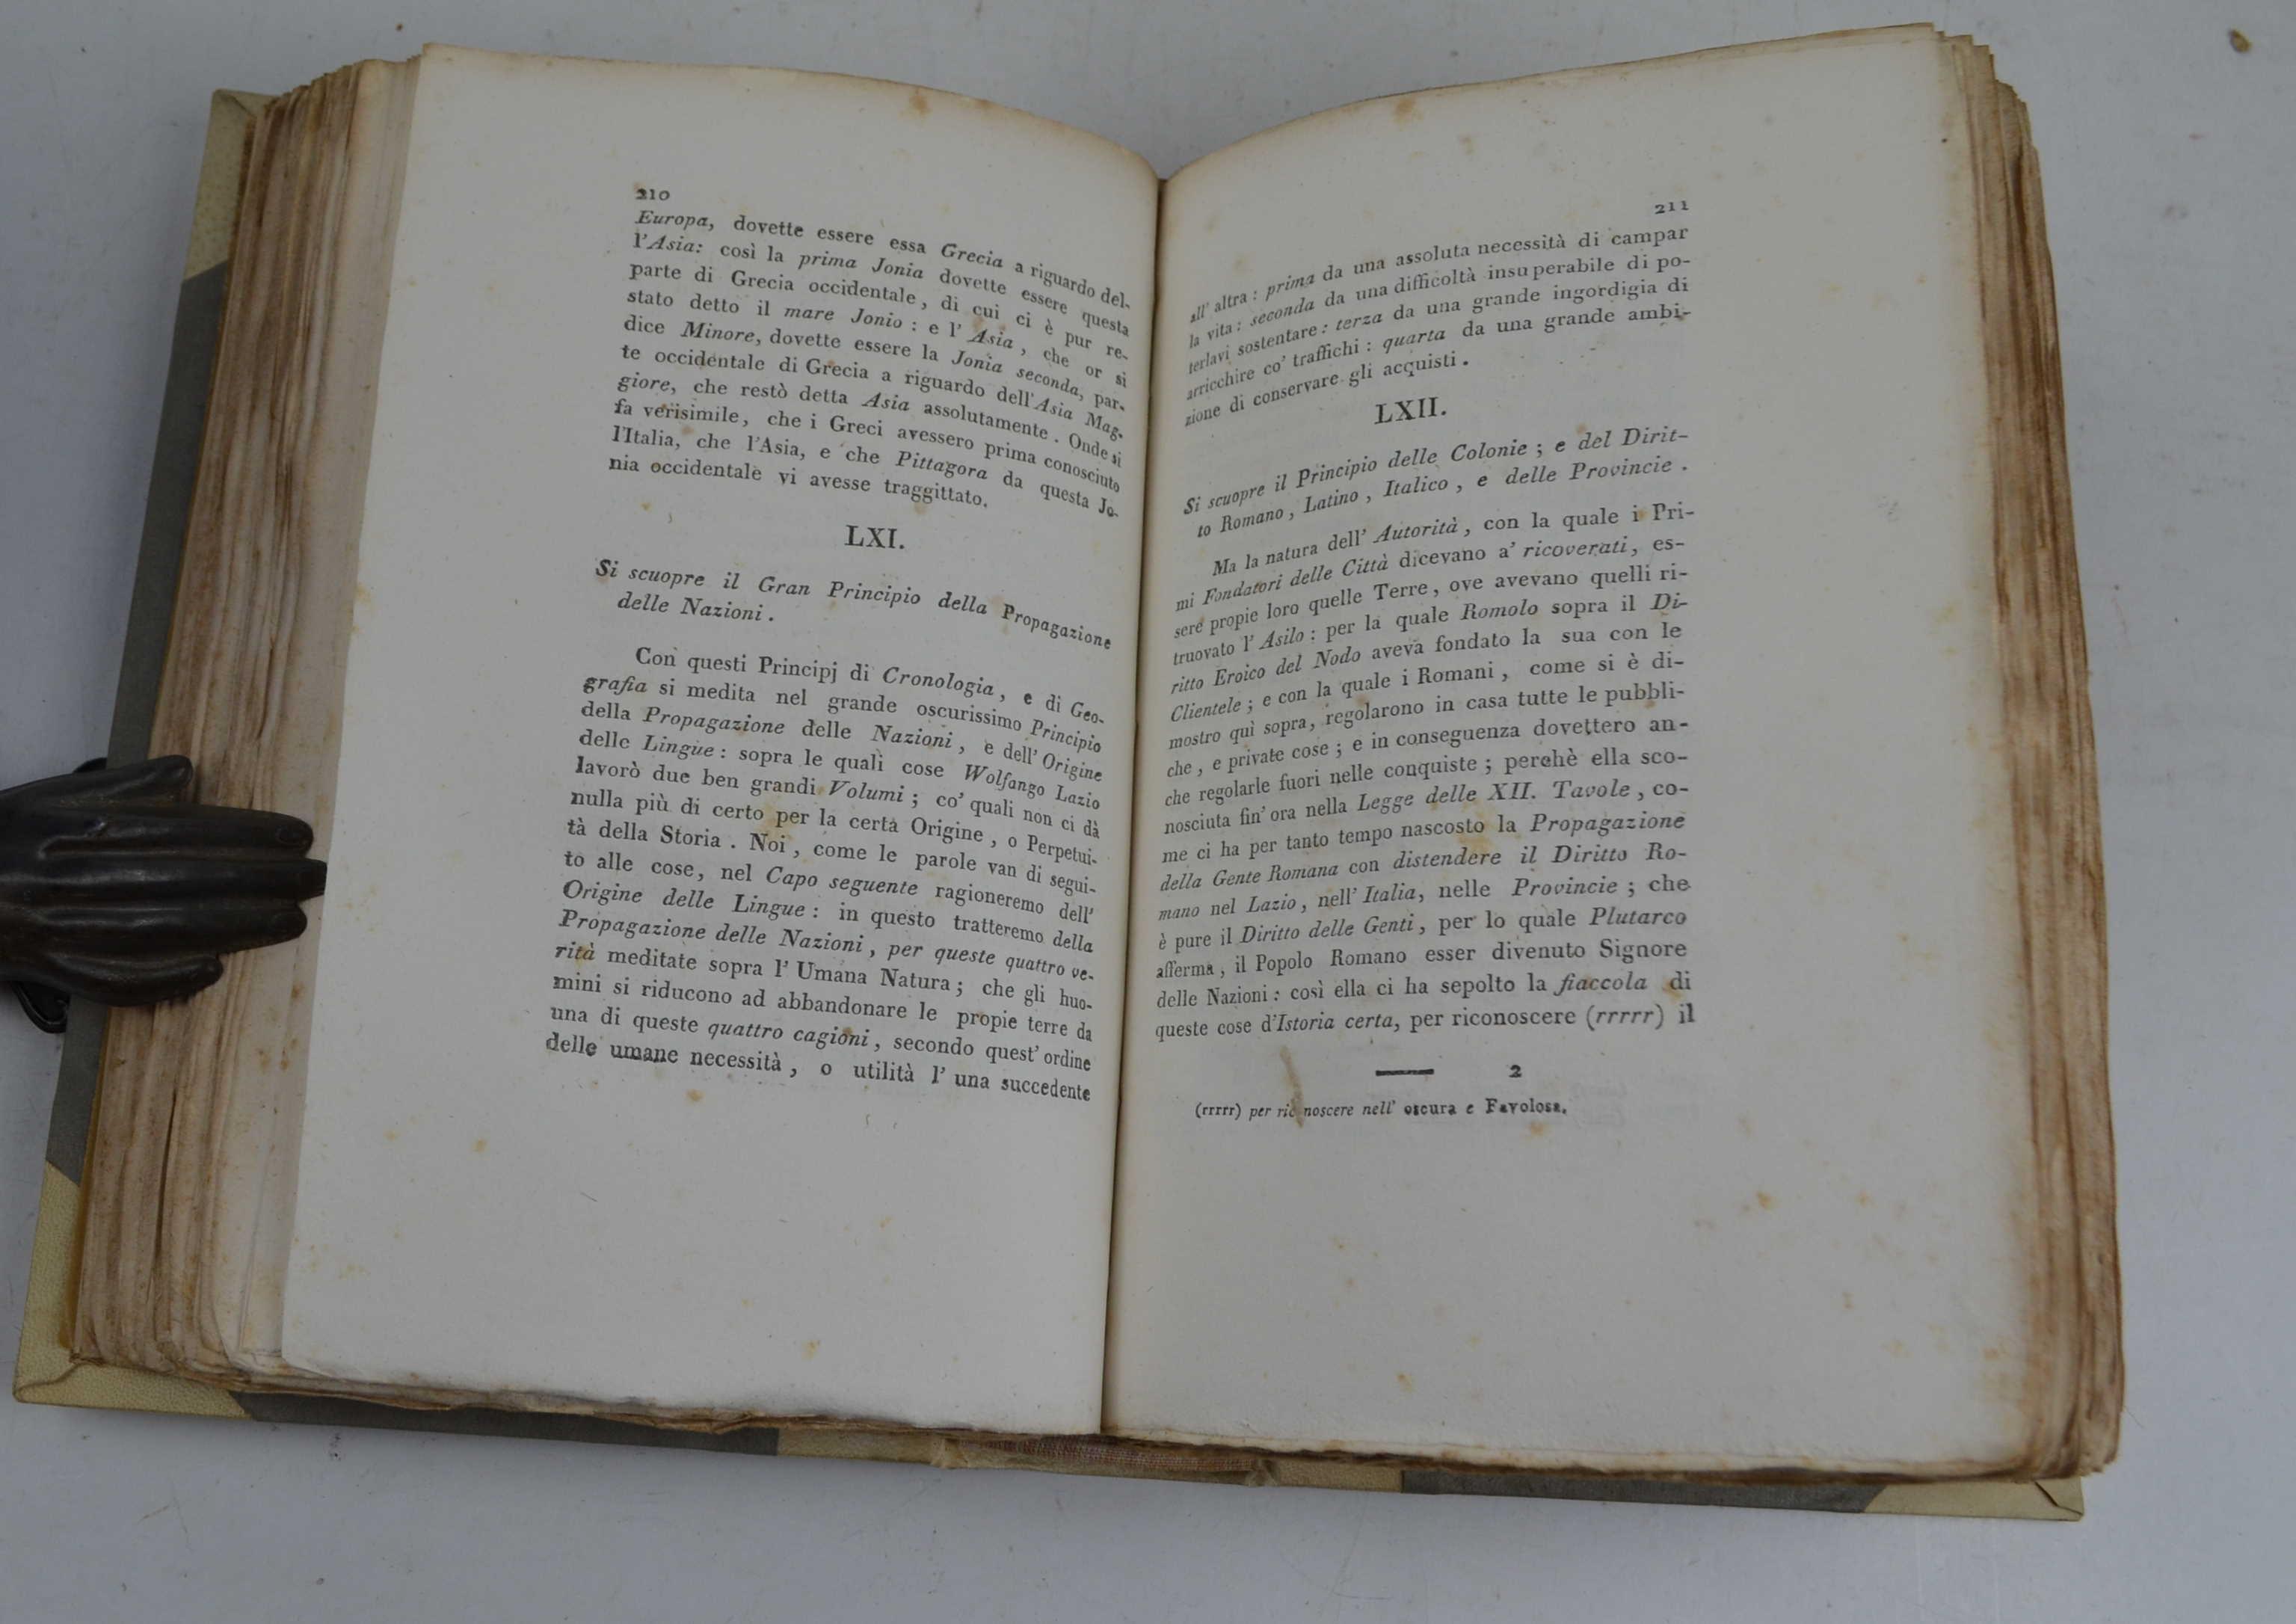 210
Europa, dovette essere essa Grecia a riguardo del-
l'Asia: così la prima Jonia dovette essere questa
parte di Grecia occidentale, di cui ci è pur re-
stato detto il mare Jonio : e l' Asia, che or si
dice Minore, dovette essere la Jonia seconda, par-
te occidentale di Grecia a riguardo dell'Asia Mag-
giore, che restò detta Asia assolutamente. Onde si
fa verisimile, che i Greci avessero prima conosciuto
l'Italia, che l'Asia, e che Pittagora da questa Jo-
nia occidentale vi avesse traggittato.
LXI.
Si scuopre il Gran Principio della Propagazione
delle Nazioni.
Con questi Principj di Cronologia, e di Geo-
grafia si medita nel grande oscurissimo Principio
della Propagazione delle Nazioni, e dell' Origine
delle Lingue: sopra le quali cose Wolfango Lazio
lavorò due ben grandi Volumi; co' quali non ci dà
nulla più di certo per la certa Origine, o Perpetui-
tà della Storia. Noi, come le parole van di segui-
to alle cose, nel Capo seguente ragioneremo dell'
Origine delle Lingue: in questo tratteremo della
Propagazione delle Nazioni, per queste quattro ve-
rità meditate sopra l' Umana Natura; che gli huo-
mini si riducono ad abbandonare le propie terre da
una di queste quattro cagioni, secondo quest' ordine
delle umane necessità, o utilità l' una succedente
211
all' altra: prima da una assoluta necessità di campar
la vita: seconda da una difficoltà insuperabile di po-
terlavi sostentare: terza da una grande ingordigia di
arricchire co' traffichi: quarta da una grande ambi-
zione di conservare gli acquisti.
LXII.
Si scuopre il Principio delle Colonie; e del Dirit-
to Romano, Latino, Italico, e delle Provincie.
Ma la natura dell' Autorità, con la quale i Pri-
mi Fondatori delle Città dicevano a' ricoverati, es-
sere propie loro quelle Terre, ove avevano quelli ri-
truovato l' Asilo: per la quale Romolo sopra il Di-
ritto Eroico del Nodo aveva fondato la sua con le
Clientele; e con la quale i Romani, come si è di-
mostro quì sopra, regolarono in casa tutte le pubbli-
che, e private cose; e in conseguenza dovettero an-
che regolarle fuori nelle conquiste; perchè ella sco-
nosciuta fin' ora nella Legge delle XII. Tavole, co-
me ci ha per tanto tempo nascosto la Propagazione
della Gente Romana con distendere il Diritto Ro-
mano nel Lazio, nell' Italia, nelle Provincie; che
è pure il Diritto delle Genti, per lo quale Plutarco
afferma, il Popolo Romano esser divenuto Signore
delle Nazioni: così ella ci ha sepolto la fiaccola di
queste cose d'Istoria certa, per riconoscere (rrrrr) il
2
(rrrrr) per riconoscere nell' oscura e Favolosa.